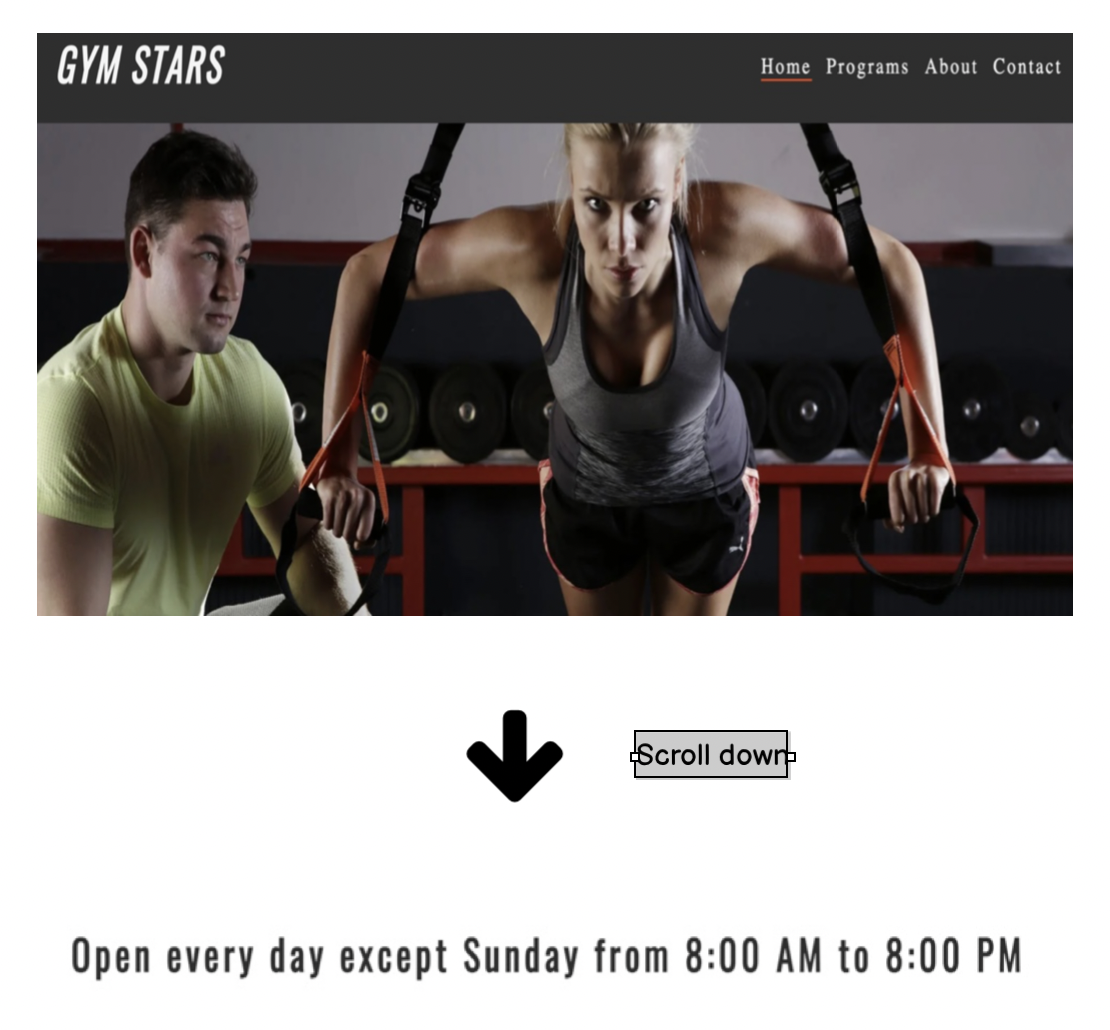 GYM STARS
Home Programs About Contact
Scroll down
Open every day except Sunday from 8:00 AM to 8:00 PM